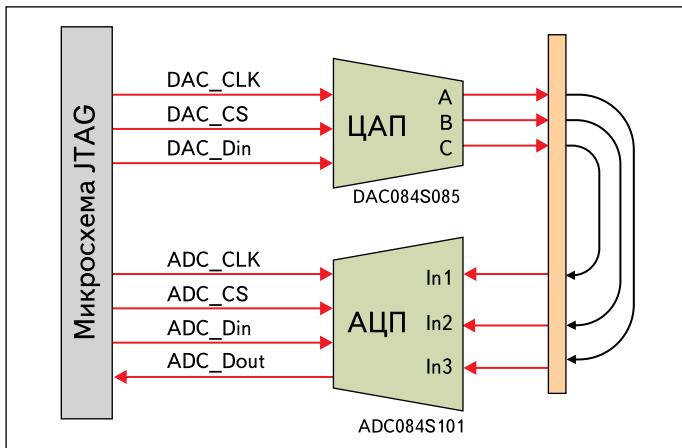 Микросхема JTAG
DAC_CLK
DAC_CS
DAC_Din
ЦАП
A
B
C
DAC084S085
ADC_CLK
ADC_CS
ADC_Din
ADC_Dout
АЦП
In1
In2
In3
ADC084S101